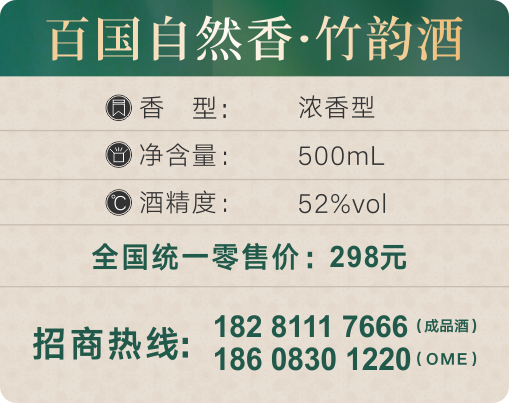 百国自然香·竹韵酒
香 型: 浓香型
净含量: 500mL
酒精度: 52%vol
全国统一零售价: 298元
招商热线: 182 8111 7666 (成品酒)
186 0830 1220 (OME)